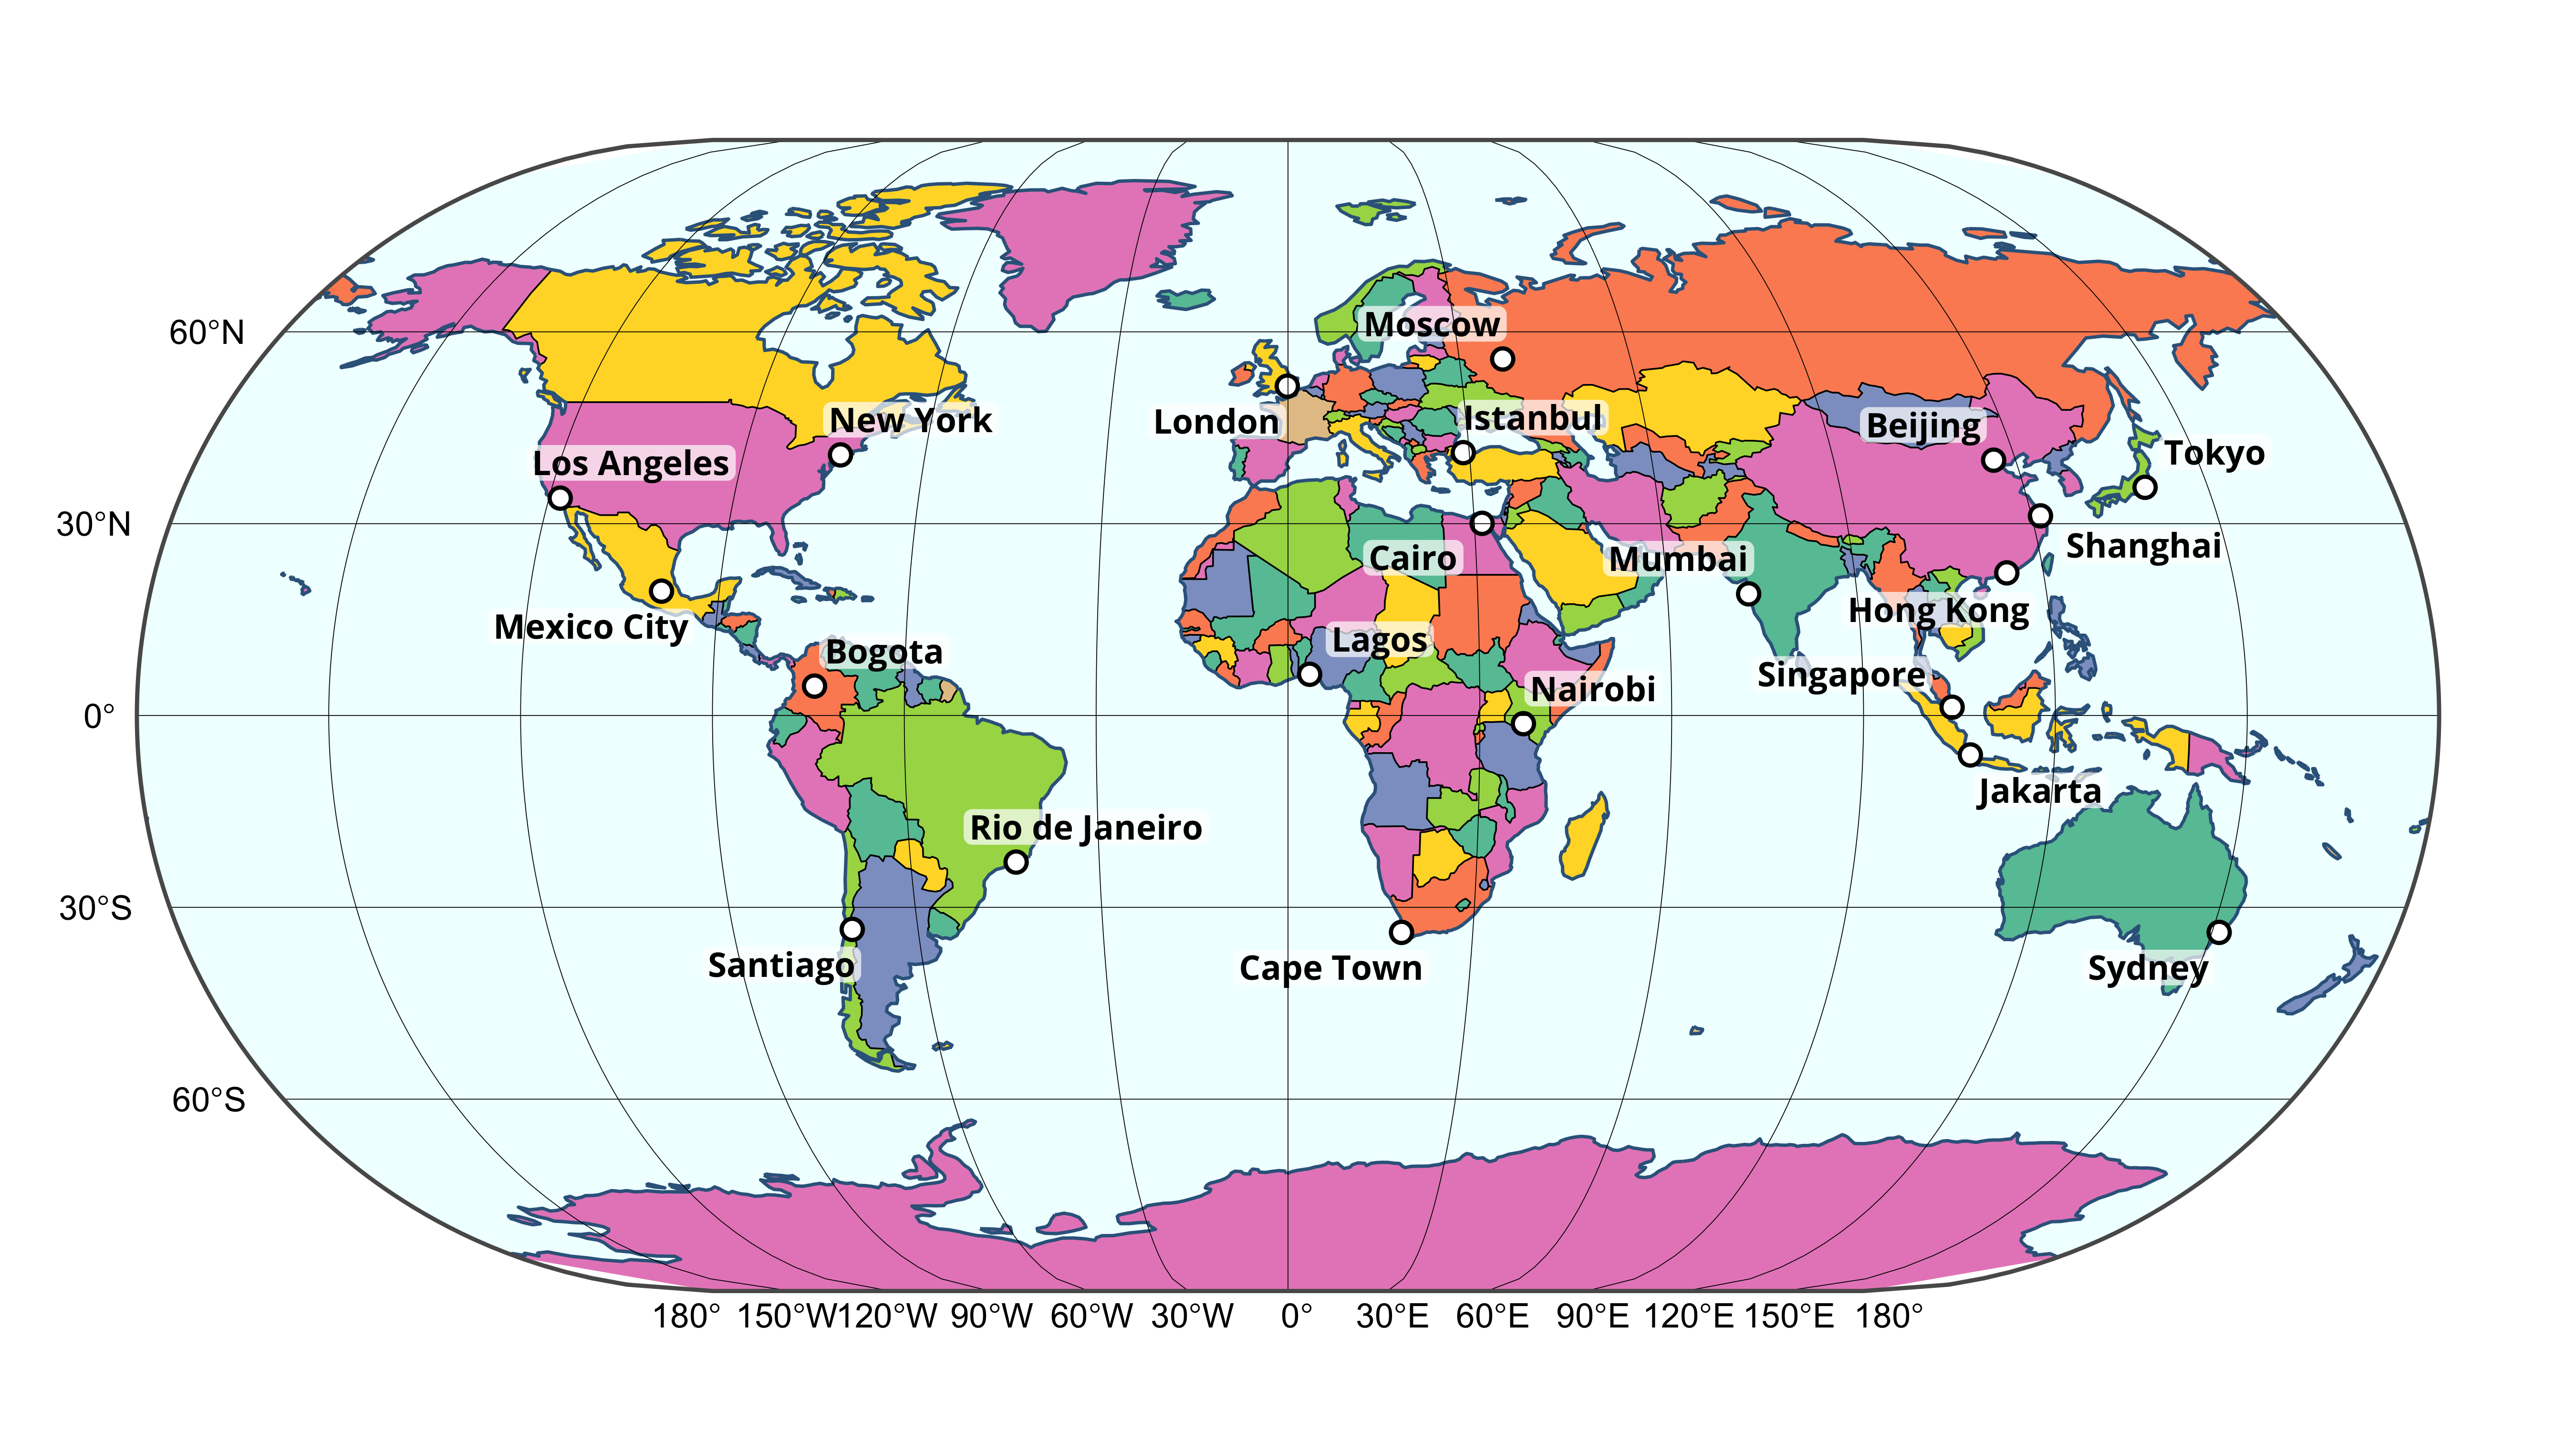 60°N
Moscow
New York
London
Istanbul
Beijing
Tokyo
Los Angeles
30°N
Cairo
Mumbai
Shanghai
Mexico City
Hong Kong
Bogota
Lagos
Singapore
Nairobi
0°
Jakarta
Rio de Janeiro
30°S
Santiago
Cape Town
Sydney
60°S
180° 150°W 120°W 90°W 60°W 30°W 0° 30°E 60°E 90°E 120°E 150°E 180°